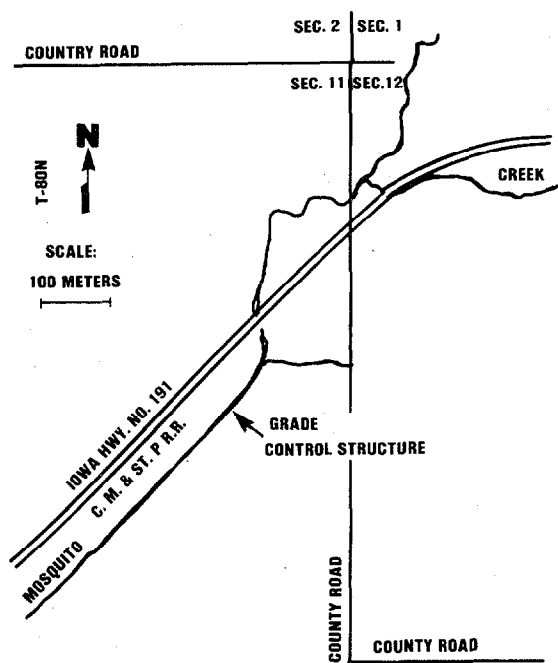 SEC. 2 SEC. 1
COUNTRY ROAD
SEC. 11 SEC.12
N
T-80N
CREEK
SCALE:
100 METERS
IOWA HWY. NO. 191
C. M. & ST. P R.R.
GRADE
CONTROL STRUCTURE
MOSQUITO
COUNTY ROAD
COUNTY ROAD